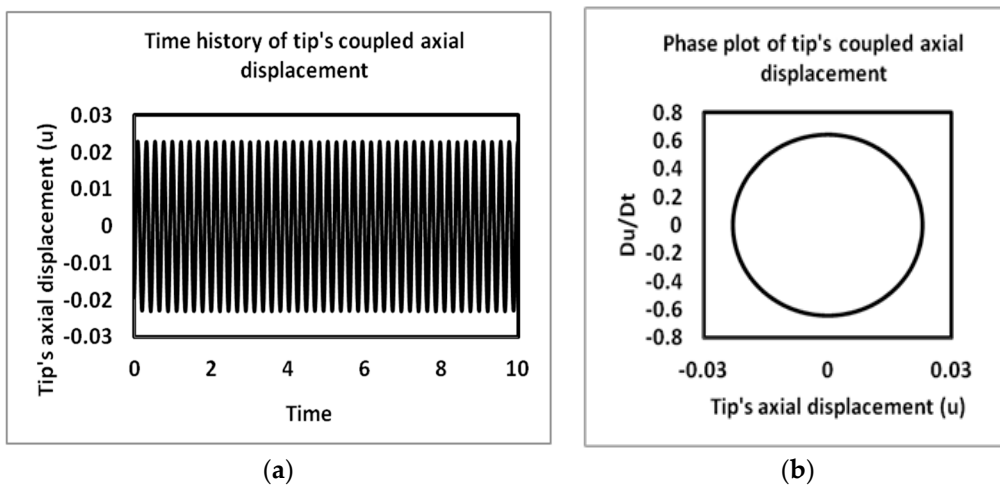 Time history of tip's coupled axial
displacement
Tip's axial displacement (u)
0.03
0.02
0.01
0
-0.01
-0.02
-0.03
0 2 4 6 8 10
Time
(a)
Phase plot of tip's coupled axial
displacement
Du/Dt
0.8
0.6
0.4
0.2
0
-0.2
-0.4
-0.6
-0.8
-0.03 0 0.03
Tip's axial displacement (u)
(b)